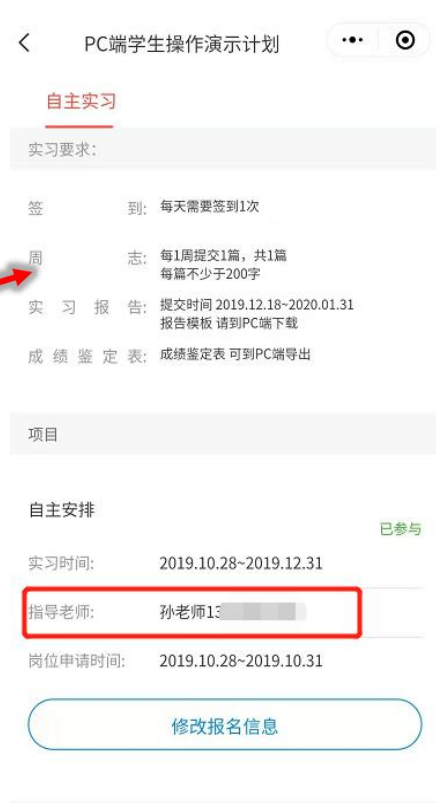 PC端学生操作演示计划
自主实习
实习要求:
签到: 每天需要签到1次
周志: 每1周提交1篇，共1篇
每篇不少于200字
实习报告: 提交时间 2019.12.18~2020.01.31
报告模板 请到PC端下载
成绩鉴定表: 成绩鉴定表 可到PC端导出
项目
自主安排
已参与
实习时间: 2019.10.28~2019.12.31
指导老师: 孙老师13
岗位申请时间: 2019.10.28~2019.10.31
修改报名信息